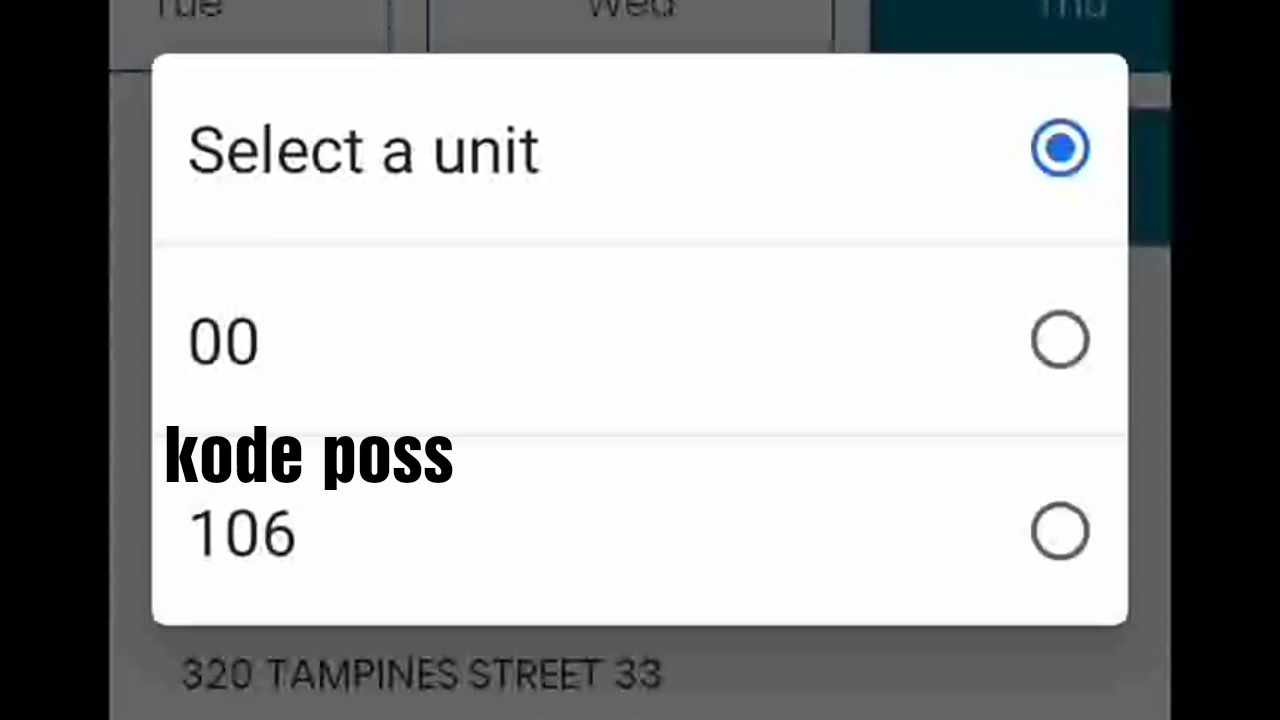 Tue Wed Thu
Select a unit
00
kode poss
106
320 TAMPINES STREET 33